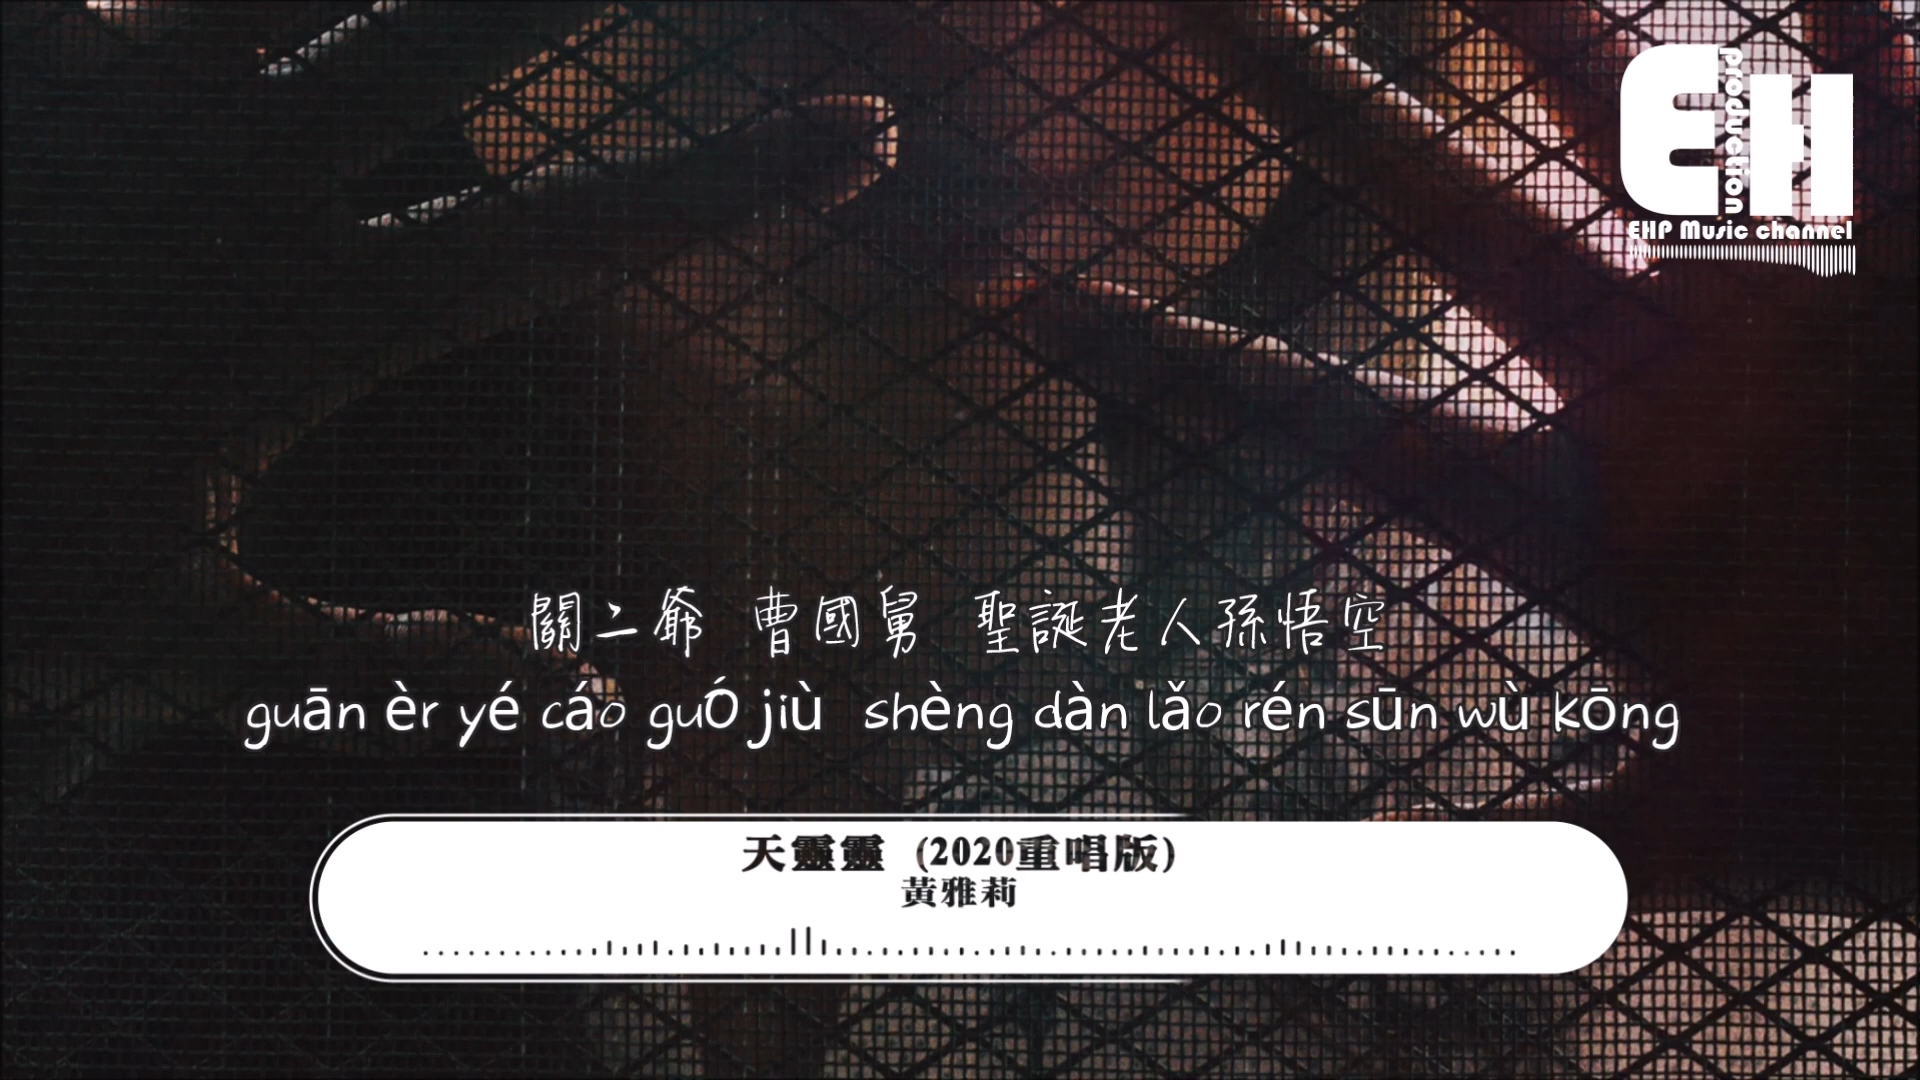 EH
production
EHP Music channel
關二爺 曹國舅 聖誕老人孫悟空
guān èr yé cáo guÓ jiù shèng dàn lǎo rén sūn wù kōng
天靈靈 (2020重唱版)
黃雅莉